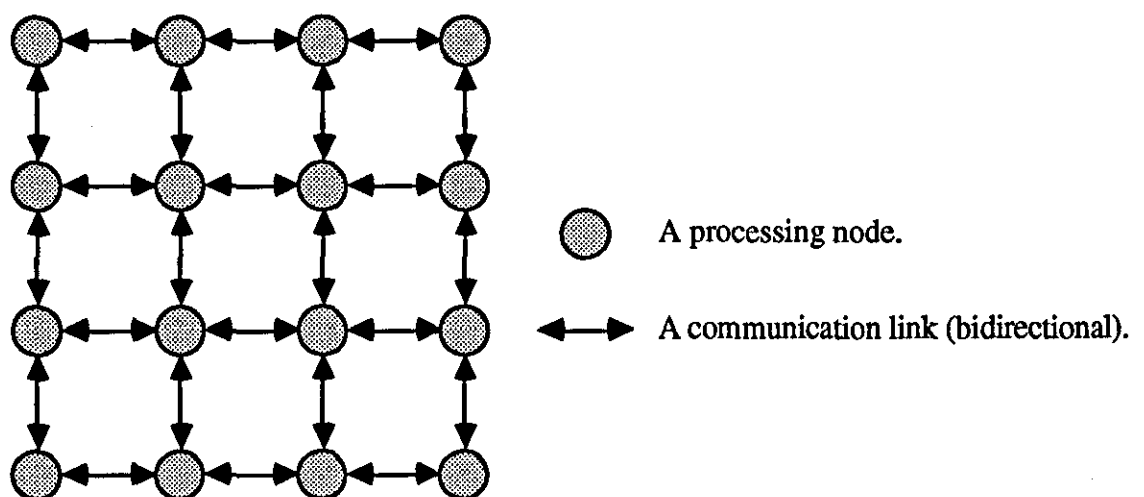 A processing node.
A communication link (bidirectional).